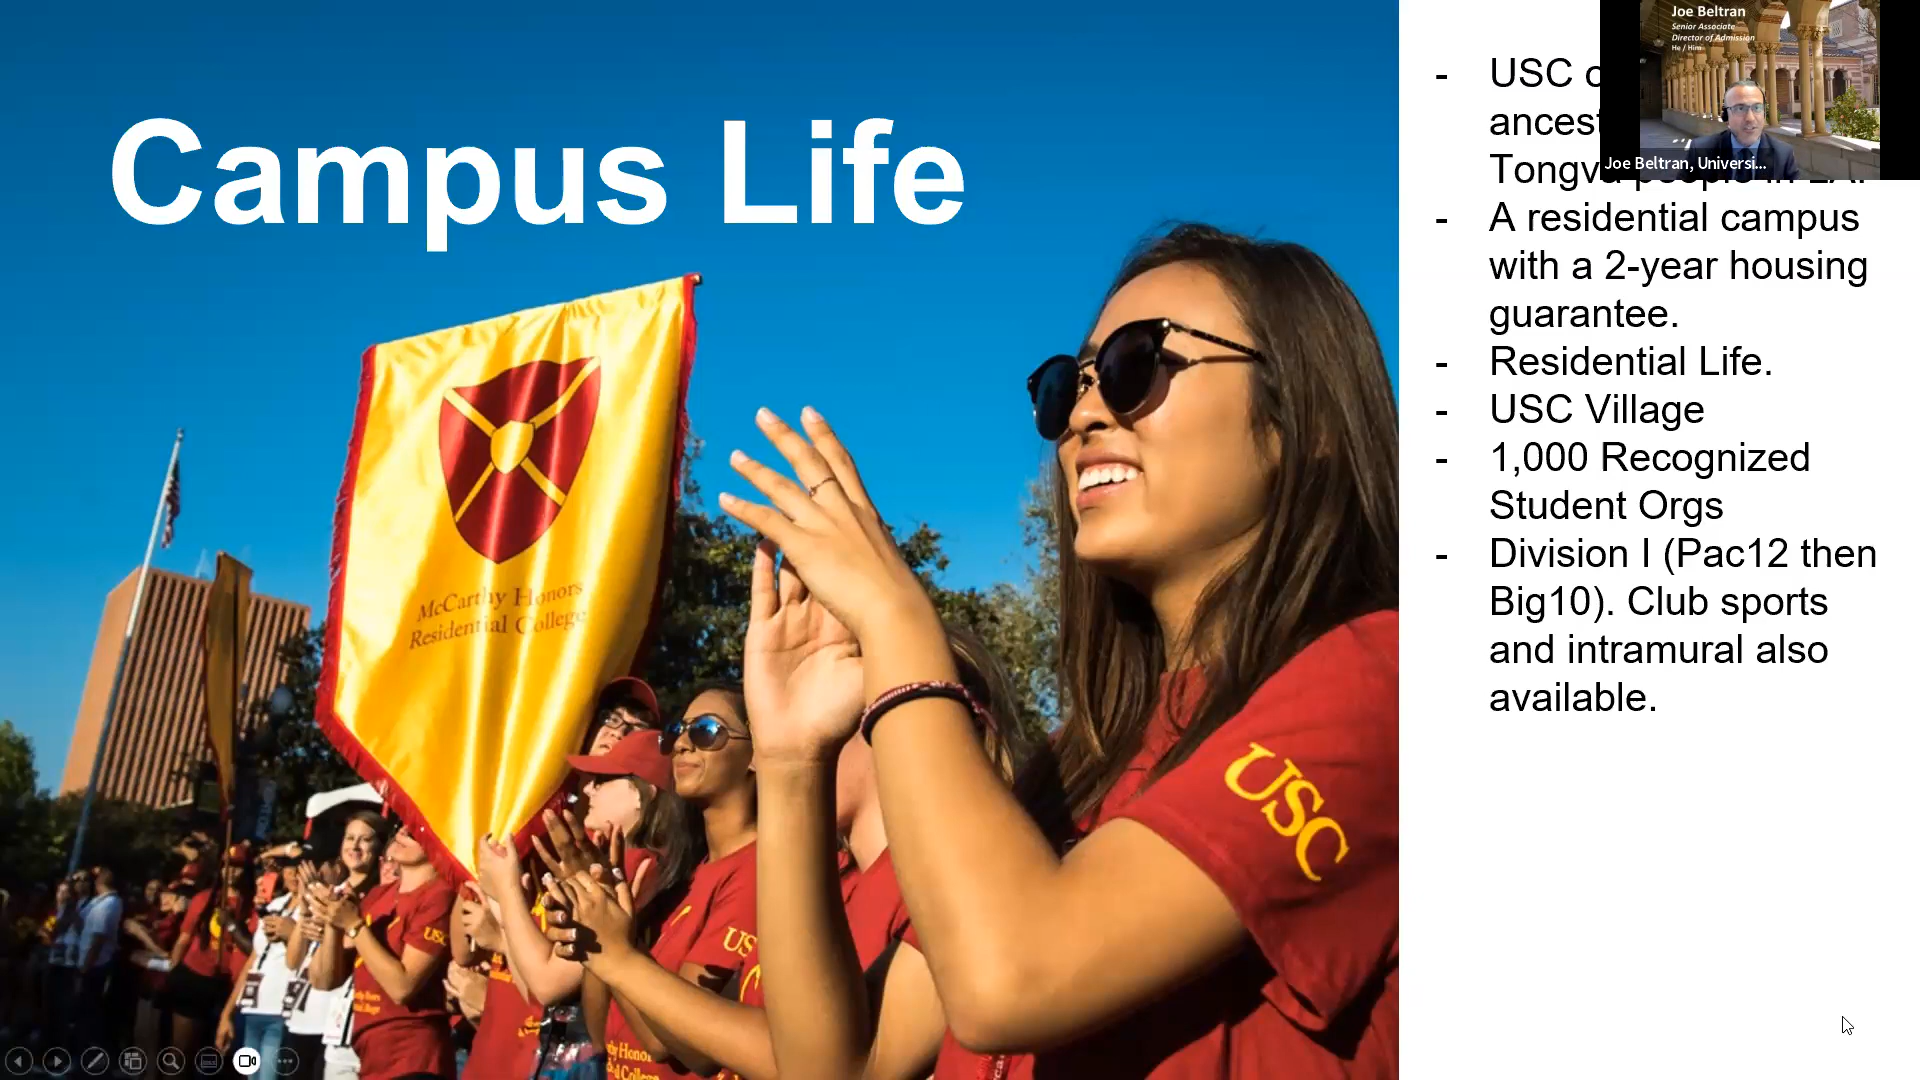 Campus Life
McCarthy Honors
Residential College
USC
USC
Joe Beltran
Senior Associate
Director of Admission
He / Him
Joe Beltran, Universi...
- USC
- A residential campus
with a 2-year housing
guarantee.
- Residential Life.
- USC Village
- 1,000 Recognized
Student Orgs
- Division I (Pac12 then
Big10). Club sports
and intramural also
available.